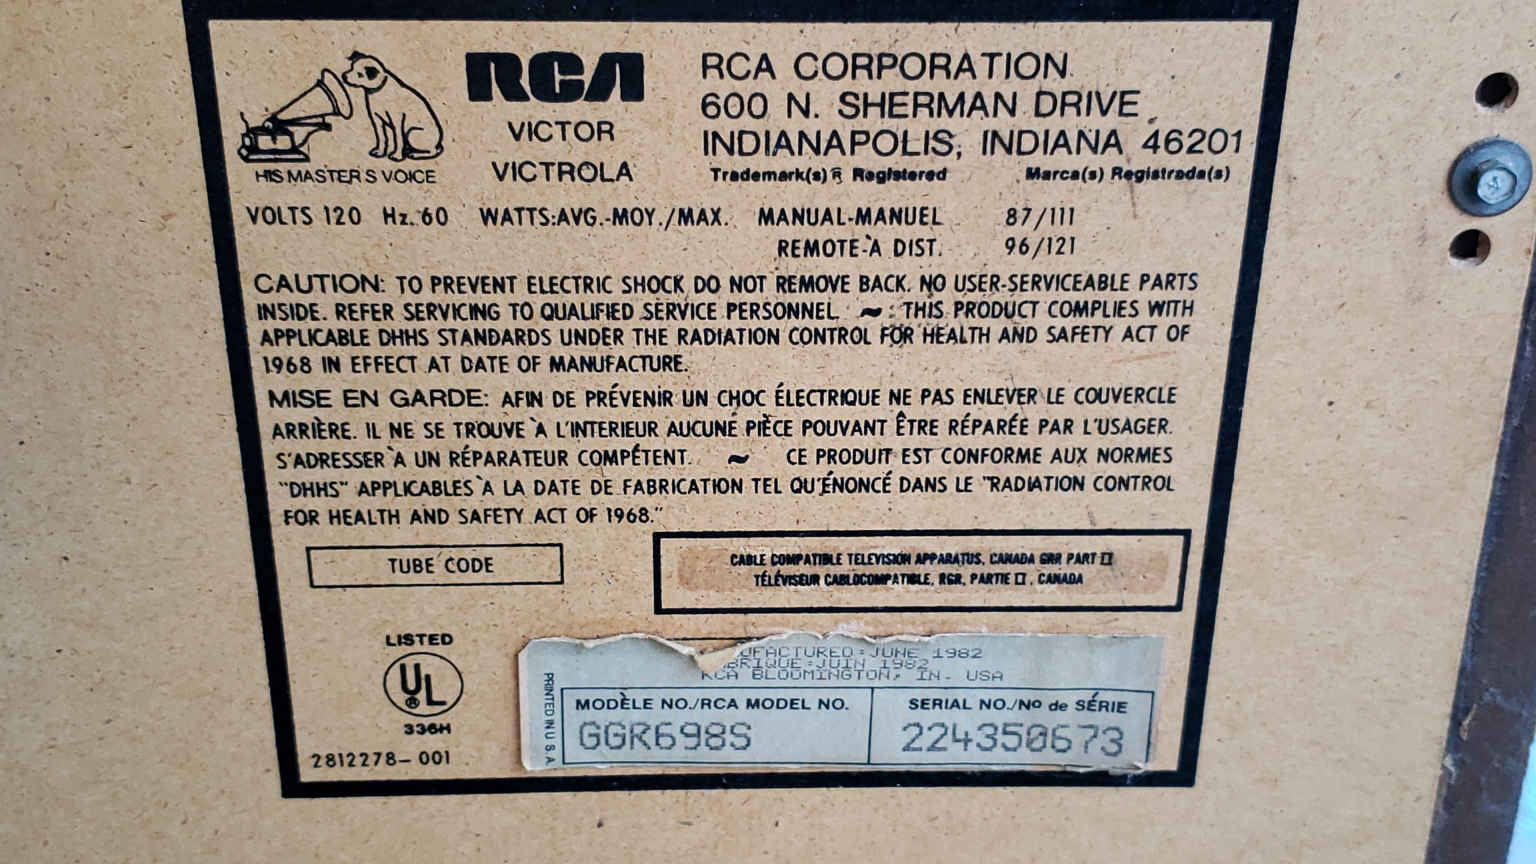 RCA
VICTOR
VICTROLA
HIS MASTER'S VOICE
RCA CORPORATION
600 N. SHERMAN DRIVE
INDIANAPOLIS, INDIANA 46201
Trademark(s) ® Registered Marca(s) Registrada(s)
VOLTS 120 Hz. 60 WATTS:AVG.-MOY./MAX. MANUAL-MANUEL 87/111
REMOTE-À DIST. 96/121
CAUTION: TO PREVENT ELECTRIC SHOCK DO NOT REMOVE BACK. NO USER-SERVICEABLE PARTS
INSIDE. REFER SERVICING TO QUALIFIED SERVICE PERSONNEL. ~ : THIS PRODUCT COMPLIES WITH
APPLICABLE DHHS STANDARDS UNDER THE RADIATION CONTROL FOR HEALTH AND SAFETY ACT OF
1968 IN EFFECT AT DATE OF MANUFACTURE.
MISE EN GARDE: AFIN DE PRÉVENIR UN CHOC ÉLECTRIQUE NE PAS ENLEVER LE COUVERCLE
ARRIÈRE. IL NE SE TROUVE À L'INTERIEUR AUCUNE PIÈCE POUVANT ÊTRE RÉPARÉE PAR L'USAGER.
S'ADRESSER À UN RÉPARATEUR COMPÉTENT. ~ CE PRODUIT EST CONFORME AUX NORMES
"DHHS" APPLICABLES À LA DATE DE FABRICATION TEL QU'ÉNONCÉ DANS LE "RADIATION CONTROL
FOR HEALTH AND SAFETY ACT OF 1968."
TUBE CODE
CABLE COMPATIBLE TELEVISION APPARATUS, CANADA GRR PART II
TÉLÉVISEUR CABLOCOMPATIBLE, RGR, PARTIE II, CANADA
LISTED
UL®
336H
2812278-001
PRINTED IN U.S.A.
UFACTURED:JUNE 1982
BRIQUE:JUIN 1982
RCA BLOOMINGTON, IN. USA
MODÈLE NO./RCA MODEL NO. SERIAL NO./Nº de SÉRIE
GGR698S 224350673